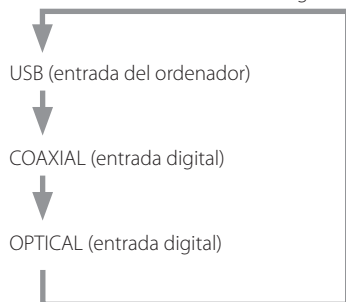 USB (entrada del ordenador)
COAXIAL (entrada digital)
OPTICAL (entrada digital)